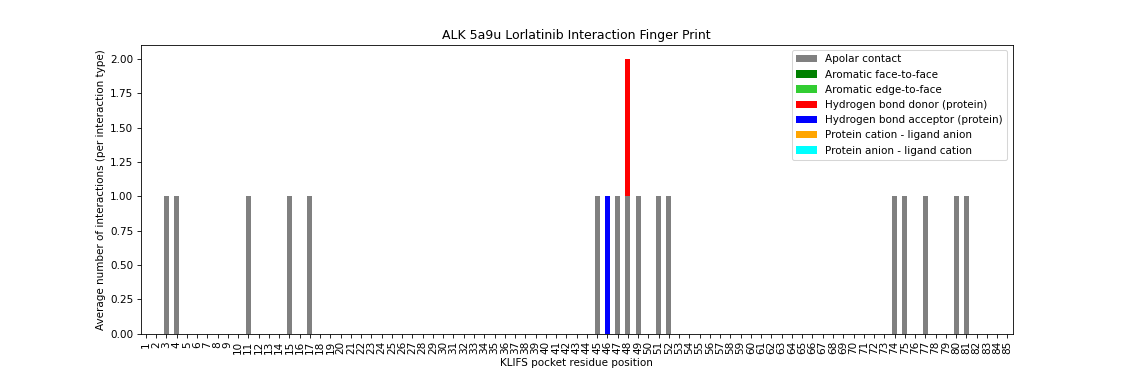 ALK 5a9u Lorlatinib Interaction Finger Print
Average number of interactions (per interaction type)
2.00
1.75
1.50
1.25
1.00
0.75
0.50
0.25
0.00
Apolar contact
Aromatic face-to-face
Aromatic edge-to-face
Hydrogen bond donor (protein)
Hydrogen bond acceptor (protein)
Protein cation - ligand anion
Protein anion - ligand cation
1 2 3 4 5 6 7 8 9 10 11 12 13 14 15 16 17 18 19 20 21 22 23 24 25 26 27 28 29 30 31 32 33 34 35 36 37 38 39 40 41 42 43 44 45 46 47 48 49 50 51 52 53 54 55 56 57 58 59 60 61 62 63 64 65 66 67 68 69 70 71 72 73 74 75 76 77 78 79 80 81 82 83 84 85
KLIFS pocket residue position